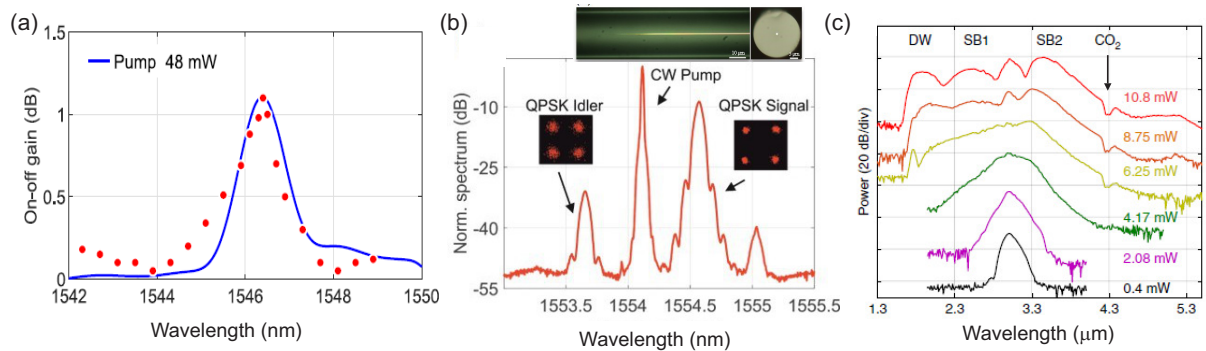 (a)
Pump 48 mW
On-off gain (dB)
1.5
1
0.5
0
1542
1544
1546
1548
1550
Wavelength (nm)
(b)
10 µm
CW Pump
QPSK Idler
QPSK Signal
Norm. spectrum (dB)
-10
-25
-40
-55
1553.5
1554
1554.5
1555
1555.5
Wavelength (nm)
(c)
DW
SB1
SB2
CO2
10.8 mW
8.75 mW
6.25 mW
4.17 mW
2.08 mW
0.4 mW
Power (20 dB/div)
1.3
2.3
3.3
4.3
5.3
Wavelength (µm)